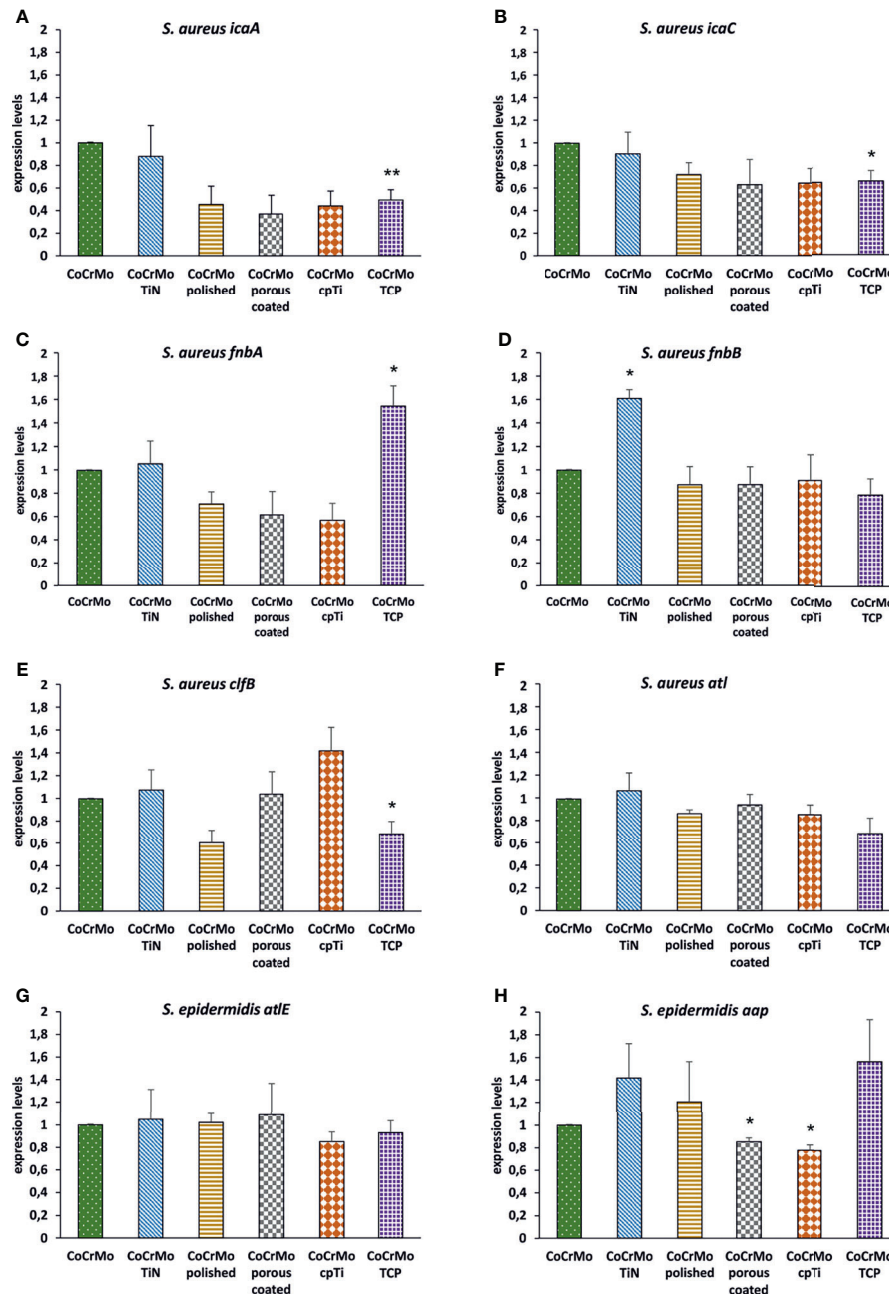 A
S. aureus icaA
expression levels
2
1,8
1,6
1,4
1,2
1
0,8
0,6
0,4
0,2
0
**
CoCrMo CoCrMo CoCrMo CoCrMo CoCrMo CoCrMo
TiN polished porous cpTi TCP
coated
B
S. aureus icaC
expression levels
2
1,8
1,6
1,4
1,2
1
0,8
0,6
0,4
0,2
0
*
CoCrMo CoCrMo CoCrMo CoCrMo CoCrMo CoCrMo
TiN polished porous cpTi TCP
coated
C
S. aureus fnbA
expression levels
2
1,8
1,6
1,4
1,2
1
0,8
0,6
0,4
0,2
0
*
CoCrMo CoCrMo CoCrMo CoCrMo CoCrMo CoCrMo
TiN polished porous cpTi TCP
coated
D
S. aureus fnbB
expression levels
2
1,8
1,6
1,4
1,2
1
0,8
0,6
0,4
0,2
0
*
CoCrMo CoCrMo CoCrMo CoCrMo CoCrMo CoCrMo
TiN polished porous cpTi TCP
coated
E
S. aureus clfB
expression levels
2
1,8
1,6
1,4
1,2
1
0,8
0,6
0,4
0,2
0
*
CoCrMo CoCrMo CoCrMo CoCrMo CoCrMo CoCrMo
TiN polished porous cpTi TCP
coated
F
S. aureus atl
expression levels
2
1,8
1,6
1,4
1,2
1
0,8
0,6
0,4
0,2
0
CoCrMo CoCrMo CoCrMo CoCrMo CoCrMo CoCrMo
TiN polished porous cpTi TCP
coated
G
S. epidermidis atlE
expression levels
2
1,8
1,6
1,4
1,2
1
0,8
0,6
0,4
0,2
0
CoCrMo CoCrMo CoCrMo CoCrMo CoCrMo CoCrMo
TiN polished porous cpTi TCP
coated
H
S. epidermidis aap
expression levels
2
1,8
1,6
1,4
1,2
1
0,8
0,6
0,4
0,2
0
* *
CoCrMo CoCrMo CoCrMo CoCrMo CoCrMo CoCrMo
TiN polished porous cpTi TCP
coated